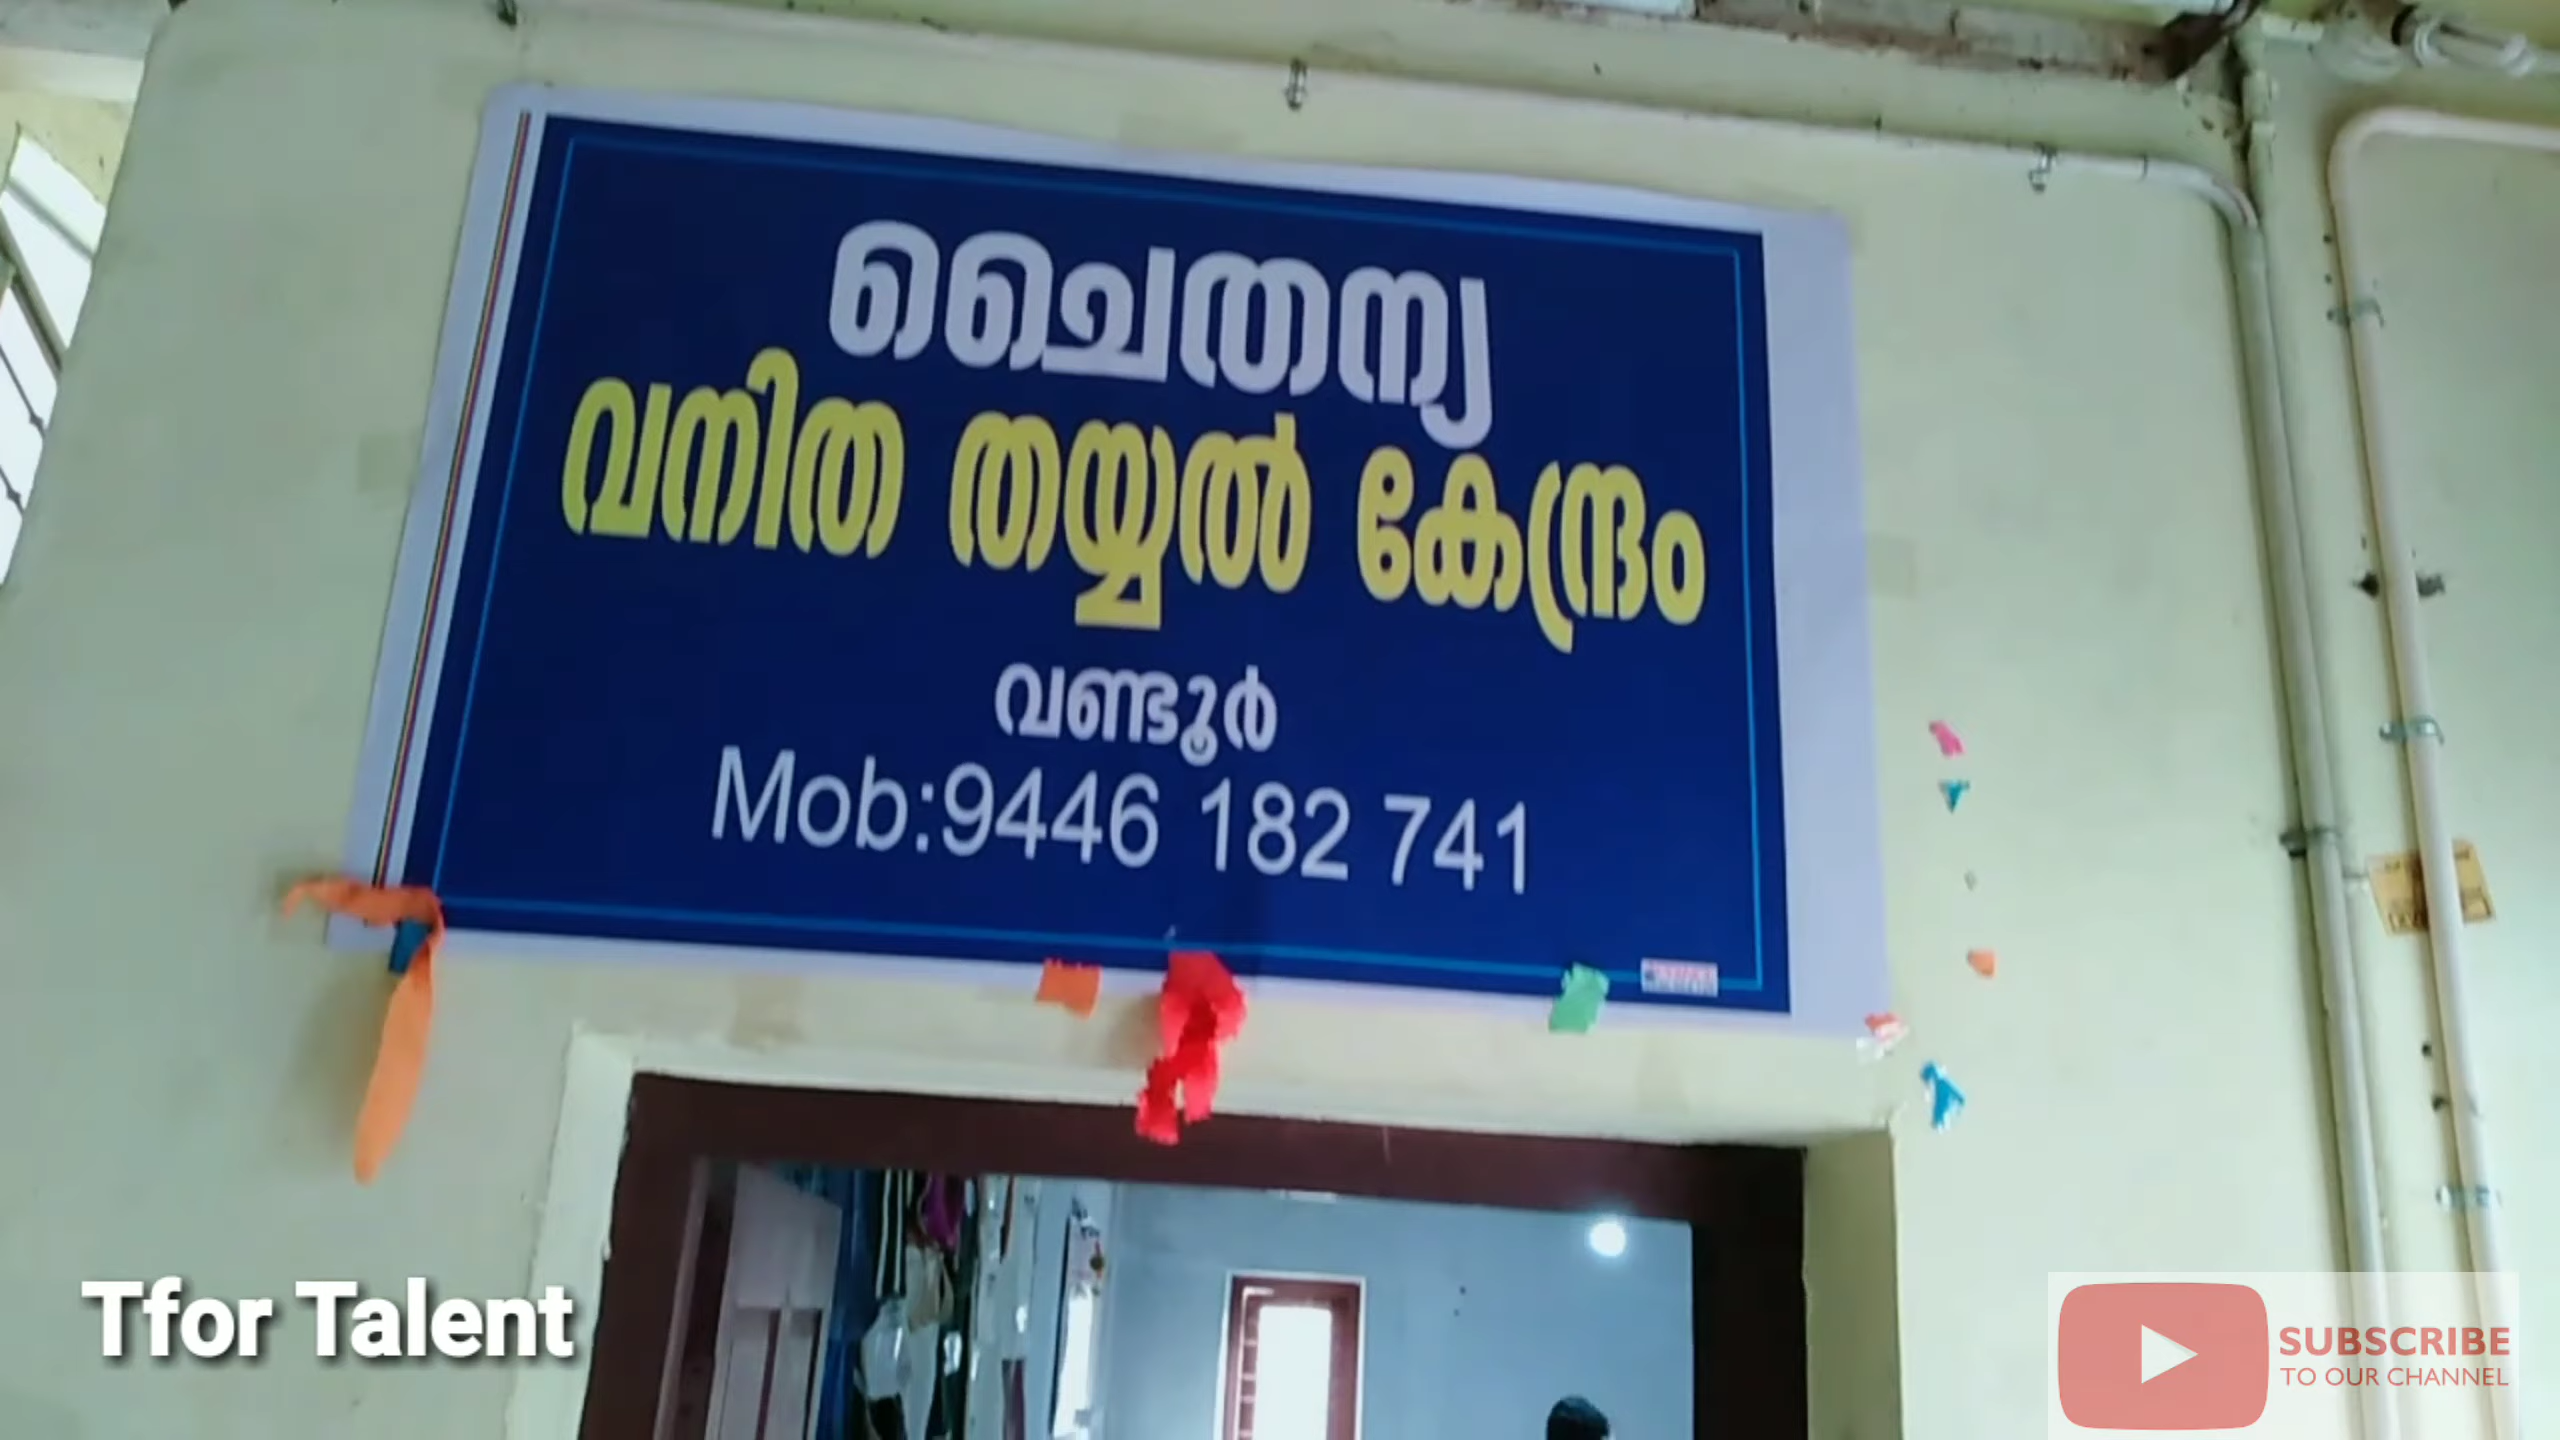 ചൈതന്യ
വനിത തയ്യൽ കേന്ദ്രം
വണ്ടൂർ
Mob:9446 182 741
Tfor Talent
SUBSCRIBE
TO OUR CHANNEL